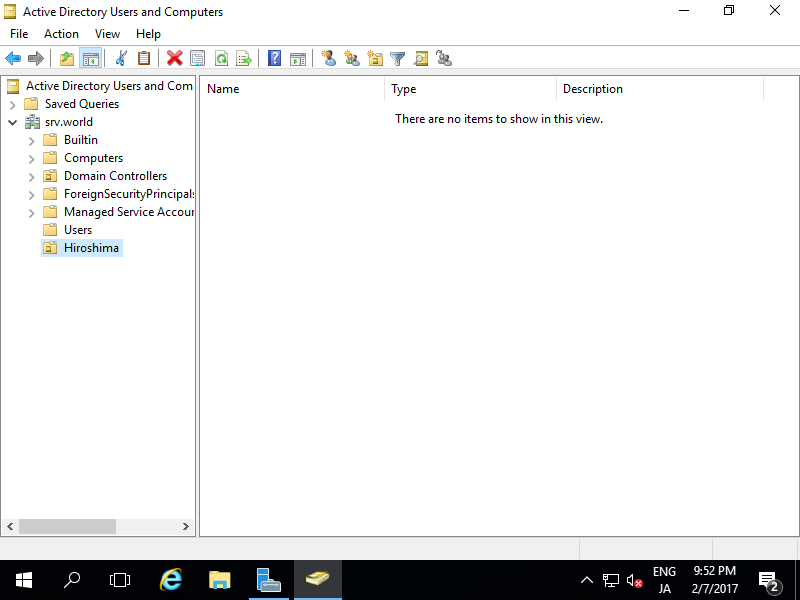 Active Directory Users and Computers
File Action View Help
Active Directory Users and Com
Saved Queries
srv.world
Builtin
Computers
Domain Controllers
ForeignSecurityPrincipals
Managed Service Accour
Users
Hiroshima
Name Type Description
There are no items to show in this view.
ENG
JA
9:52 PM
2/7/2017
2